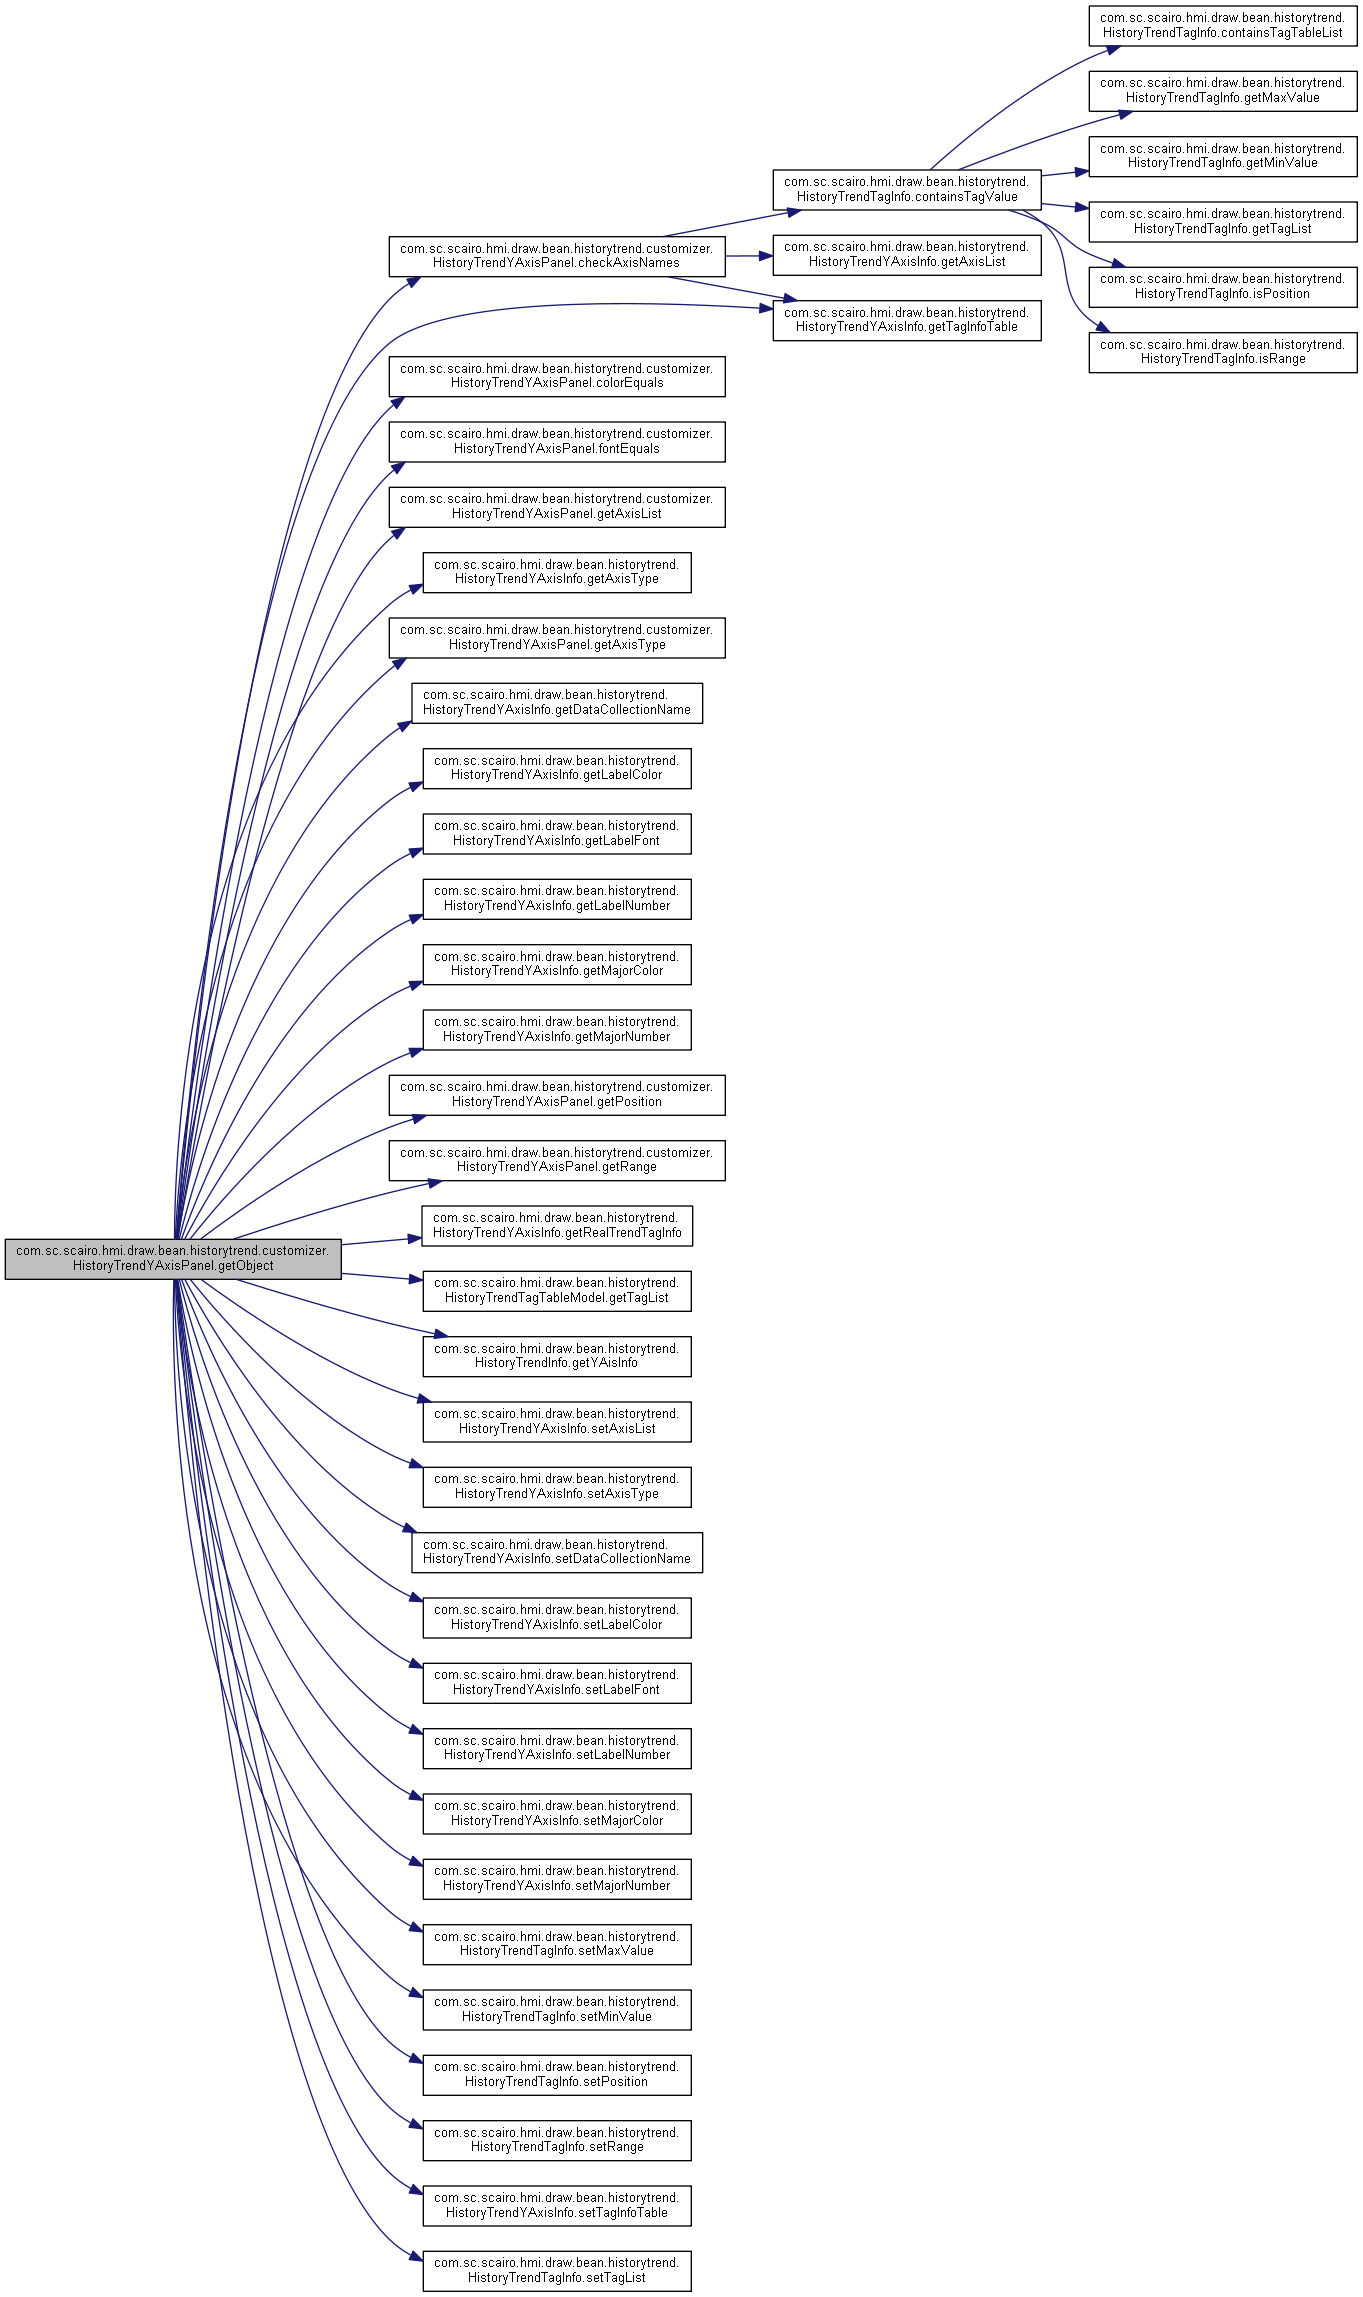 com.sc.scairo.hmi.draw.bean.historytrend.customizer.
HistoryTrendYAxisPanel.getObject
com.sc.scairo.hmi.draw.bean.historytrend.customizer.
HistoryTrendYAxisPanel.checkAxisNames
com.sc.scairo.hmi.draw.bean.historytrend.
HistoryTrendTagInfo.containsTagValue
com.sc.scairo.hmi.draw.bean.historytrend.
HistoryTrendTagInfo.containsTagTableList
com.sc.scairo.hmi.draw.bean.historytrend.
HistoryTrendTagInfo.getMaxValue
com.sc.scairo.hmi.draw.bean.historytrend.
HistoryTrendTagInfo.getMinValue
com.sc.scairo.hmi.draw.bean.historytrend.
HistoryTrendTagInfo.getTagList
com.sc.scairo.hmi.draw.bean.historytrend.
HistoryTrendTagInfo.isPosition
com.sc.scairo.hmi.draw.bean.historytrend.
HistoryTrendTagInfo.isRange
com.sc.scairo.hmi.draw.bean.historytrend.
HistoryTrendYAxisInfo.getAxisList
com.sc.scairo.hmi.draw.bean.historytrend.
HistoryTrendYAxisInfo.getTagInfoTable
com.sc.scairo.hmi.draw.bean.historytrend.customizer.
HistoryTrendYAxisPanel.colorEquals
com.sc.scairo.hmi.draw.bean.historytrend.customizer.
HistoryTrendYAxisPanel.fontEquals
com.sc.scairo.hmi.draw.bean.historytrend.customizer.
HistoryTrendYAxisPanel.getAxisList
com.sc.scairo.hmi.draw.bean.historytrend.
HistoryTrendYAxisInfo.getAxisType
com.sc.scairo.hmi.draw.bean.historytrend.customizer.
HistoryTrendYAxisPanel.getAxisType
com.sc.scairo.hmi.draw.bean.historytrend.
HistoryTrendYAxisInfo.getDataCollectionName
com.sc.scairo.hmi.draw.bean.historytrend.
HistoryTrendYAxisInfo.getLabelColor
com.sc.scairo.hmi.draw.bean.historytrend.
HistoryTrendYAxisInfo.getLabelFont
com.sc.scairo.hmi.draw.bean.historytrend.
HistoryTrendYAxisInfo.getLabelNumber
com.sc.scairo.hmi.draw.bean.historytrend.
HistoryTrendYAxisInfo.getMajorColor
com.sc.scairo.hmi.draw.bean.historytrend.
HistoryTrendYAxisInfo.getMajorNumber
com.sc.scairo.hmi.draw.bean.historytrend.customizer.
HistoryTrendYAxisPanel.getPosition
com.sc.scairo.hmi.draw.bean.historytrend.customizer.
HistoryTrendYAxisPanel.getRange
com.sc.scairo.hmi.draw.bean.historytrend.
HistoryTrendYAxisInfo.getRealTrendTagInfo
com.sc.scairo.hmi.draw.bean.historytrend.
HistoryTrendTagTableModel.getTagList
com.sc.scairo.hmi.draw.bean.historytrend.
HistoryTrendInfo.getYAisInfo
com.sc.scairo.hmi.draw.bean.historytrend.
HistoryTrendYAxisInfo.setAxisList
com.sc.scairo.hmi.draw.bean.historytrend.
HistoryTrendYAxisInfo.setAxisType
com.sc.scairo.hmi.draw.bean.historytrend.
HistoryTrendYAxisInfo.setDataCollectionName
com.sc.scairo.hmi.draw.bean.historytrend.
HistoryTrendYAxisInfo.setLabelColor
com.sc.scairo.hmi.draw.bean.historytrend.
HistoryTrendYAxisInfo.setLabelFont
com.sc.scairo.hmi.draw.bean.historytrend.
HistoryTrendYAxisInfo.setLabelNumber
com.sc.scairo.hmi.draw.bean.historytrend.
HistoryTrendYAxisInfo.setMajorColor
com.sc.scairo.hmi.draw.bean.historytrend.
HistoryTrendYAxisInfo.setMajorNumber
com.sc.scairo.hmi.draw.bean.historytrend.
HistoryTrendTagInfo.setMaxValue
com.sc.scairo.hmi.draw.bean.historytrend.
HistoryTrendTagInfo.setMinValue
com.sc.scairo.hmi.draw.bean.historytrend.
HistoryTrendTagInfo.setPosition
com.sc.scairo.hmi.draw.bean.historytrend.
HistoryTrendTagInfo.setRange
com.sc.scairo.hmi.draw.bean.historytrend.
HistoryTrendYAxisInfo.setTagInfoTable
com.sc.scairo.hmi.draw.bean.historytrend.
HistoryTrendTagInfo.setTagList